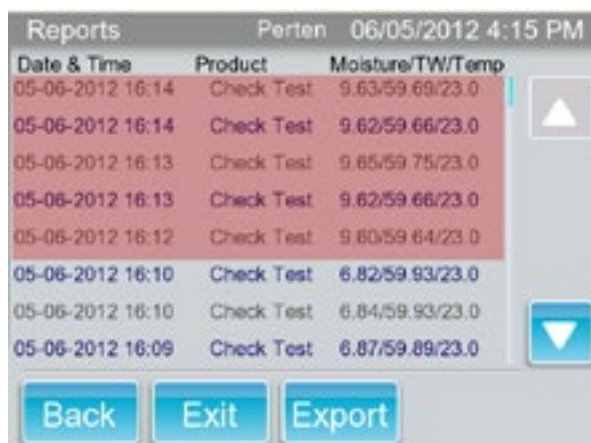 Reports Perten 06/05/2012 4:15 PM
Date & Time Product Moisture/TW/Temp
05-06-2012 16:14 Check Test 9.63/59.69/23.0
05-06-2012 16:14 Check Test 9.62/59.66/23.0
05-06-2012 16:13 Check Test 9.65/59.75/23.0
05-06-2012 16:13 Check Test 9.62/59.66/23.0
05-06-2012 16:12 Check Test 9.60/59.64/23.0
05-06-2012 16:10 Check Test 6.82/59.93/23.0
05-06-2012 16:10 Check Test 6.84/59.93/23.0
05-06-2012 16:09 Check Test 6.87/59.89/23.0
Back Exit Export